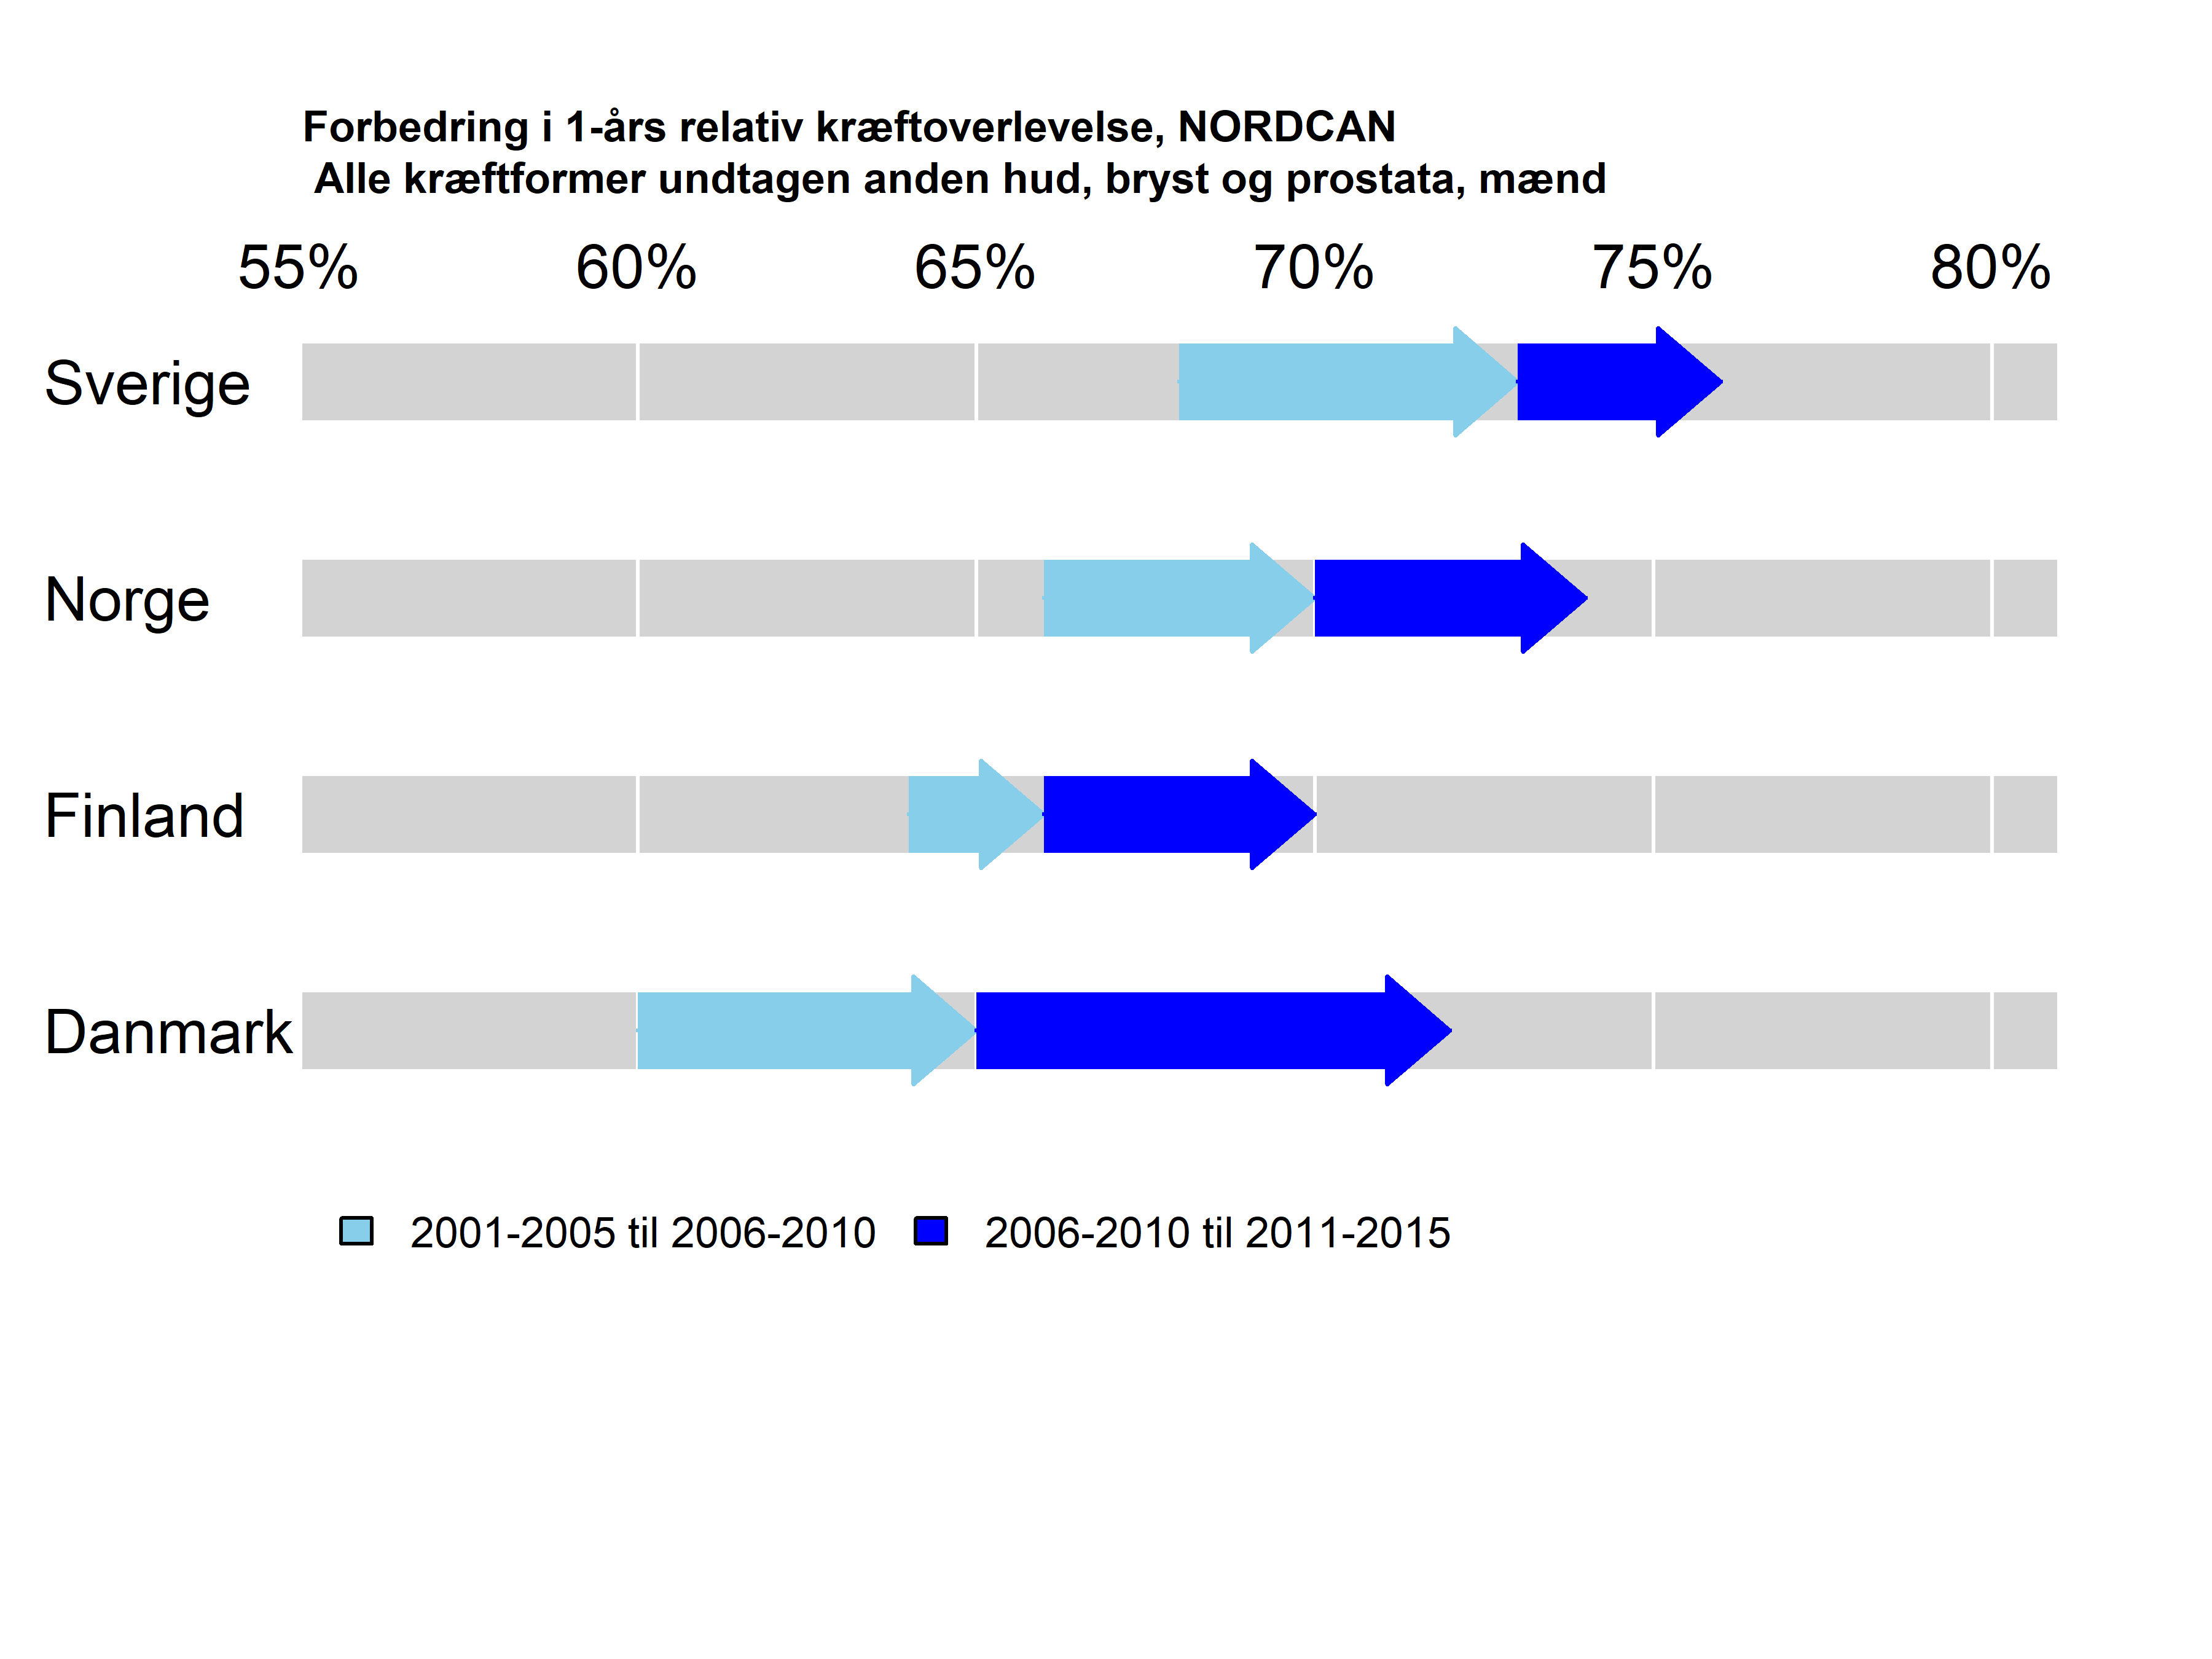 Forbedring i 1-års relativ kræftoverlevelse, NORDCAN
Alle kræftformer undtagen anden hud, bryst og prostata, mænd
55% 60% 65% 70% 75% 80%
Sverige
Norge
Finland
Danmark
2001-2005 til 2006-2010 2006-2010 til 2011-2015